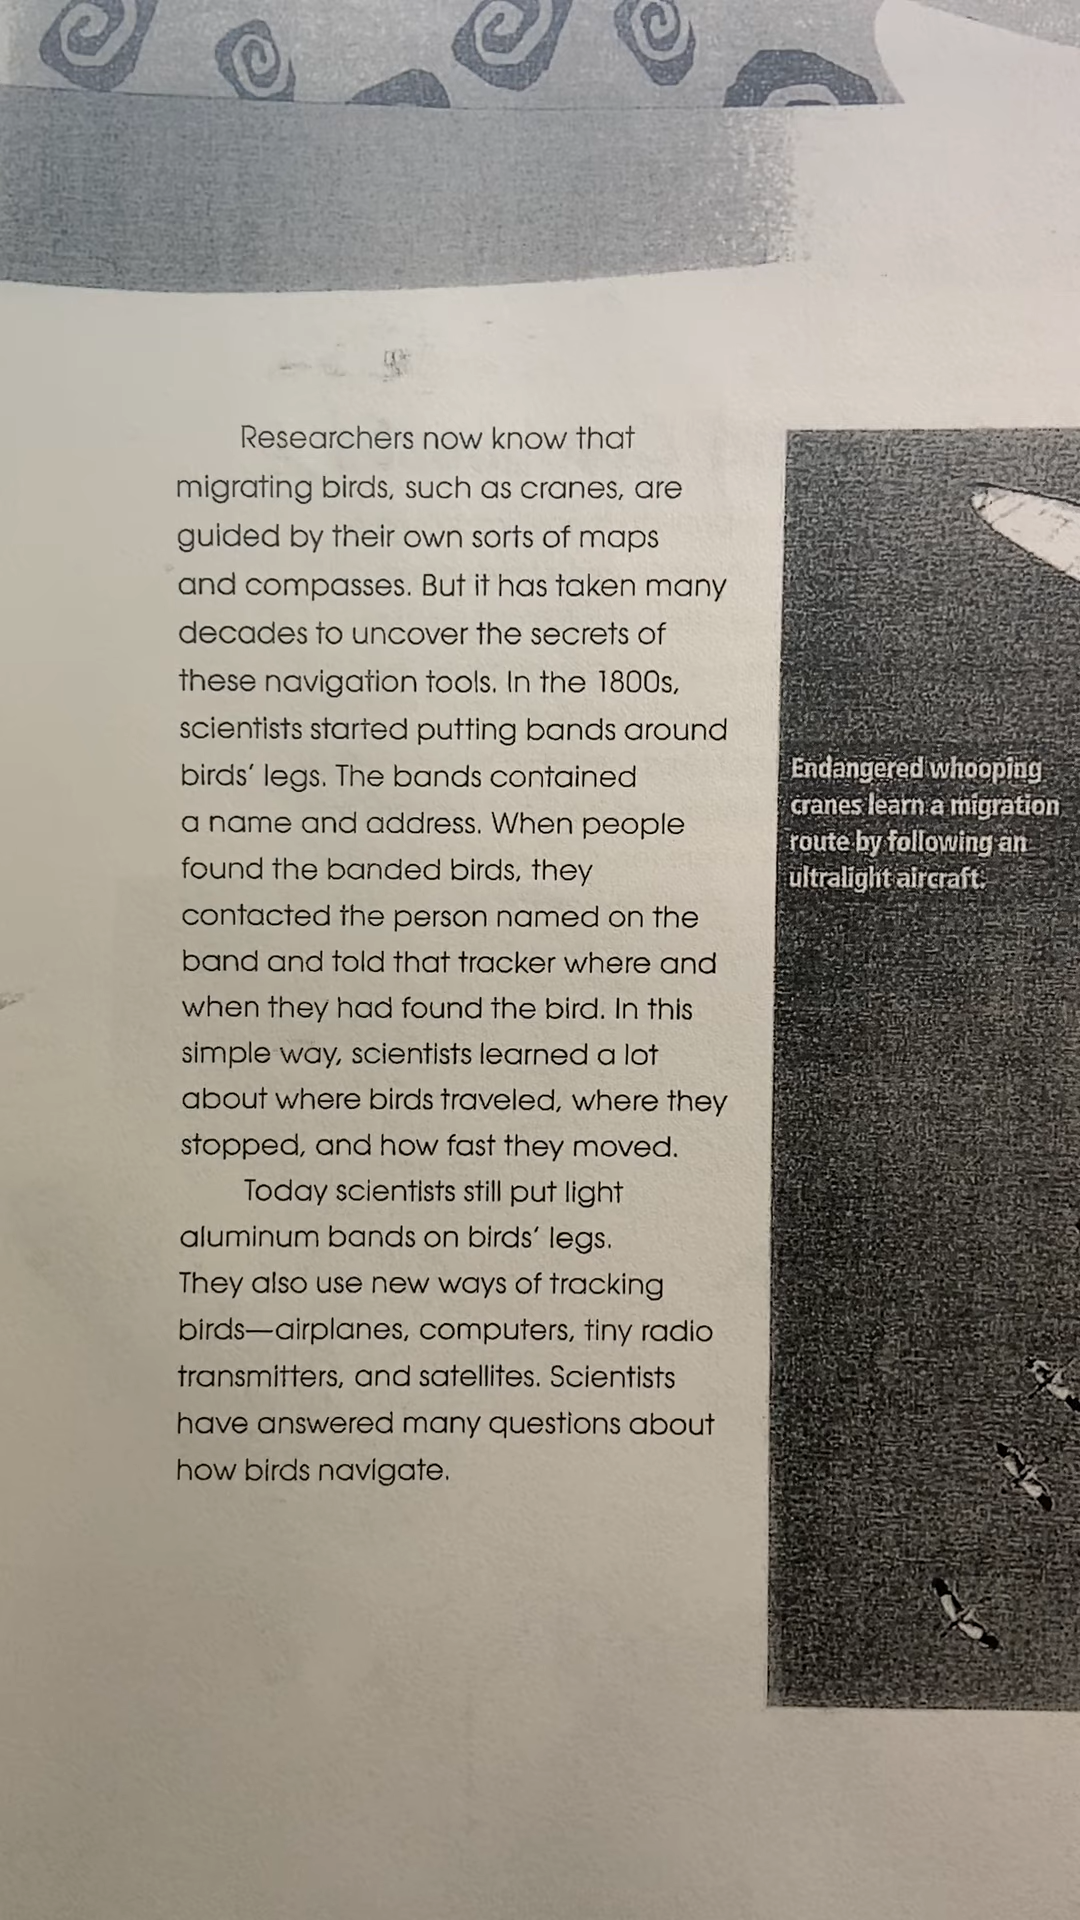 Researchers now know that
migrating birds, such as cranes, are
guided by their own sorts of maps
and compasses. But it has taken many
decades to uncover the secrets of
these navigation tools. In the 1800s,
scientists started putting bands around
birds’ legs. The bands contained
a name and address. When people
found the banded birds, they
contacted the person named on the
band and told that tracker where and
when they had found the bird. In this
simple way, scientists learned a lot
about where birds traveled, where they
stopped, and how fast they moved.
Today scientists still put light
aluminum bands on birds’ legs.
They also use new ways of tracking
birds—airplanes, computers, tiny radio
transmitters, and satellites. Scientists
have answered many questions about
how birds navigate.
Endangered whooping
cranes learn a migration
route by following an
ultralight aircraft.